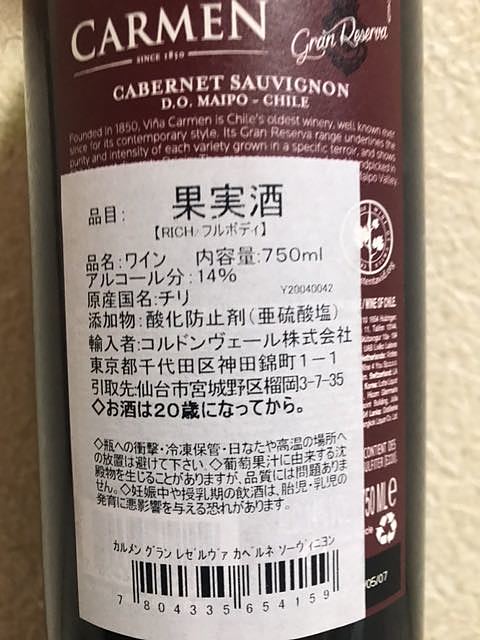 CARMEN
SINCE 1850
Gran Reserva
CABERNET SAUVIGNON
D.O. MAIPO - CHILE
Founded in 1850, Viña Carmen is Chile's oldest winery, well known ever
since for its contemporary style. Its Gran Reserva range underlines the
purity and intensity of each variety grown in a specific terroir, and shows
handpicked in
Maipo Valley
品目: 果実酒
【RICH/フルボディ】
品名:ワイン 内容量:750ml
アルコール分:14%
原産国名:チリ Y20040042
添加物:酸化防止剤(亜硫酸塩)
輸入者:コルドンヴェール株式会社
東京都千代田区神田錦町1-1
引取先:仙台市宮城野区榴岡3-7-35
◇お酒は20歳になってから。
◇瓶への衝撃・冷凍保管・日なたや高温の場所へ
の放置は避けて下さい。◇葡萄果汁に由来する沈
殿物を生じることがありますが、品質には問題ありま
せん。◇妊娠中や授乳期の飲酒は、胎児・乳児の
発育に悪影響を与える恐れがあります。
カルメン グラン レゼルヴァ カベルネ ソーヴィニヨン
7 804335 654159
WINE OF CHILE
CONTENT DES
750 MLe
05/07